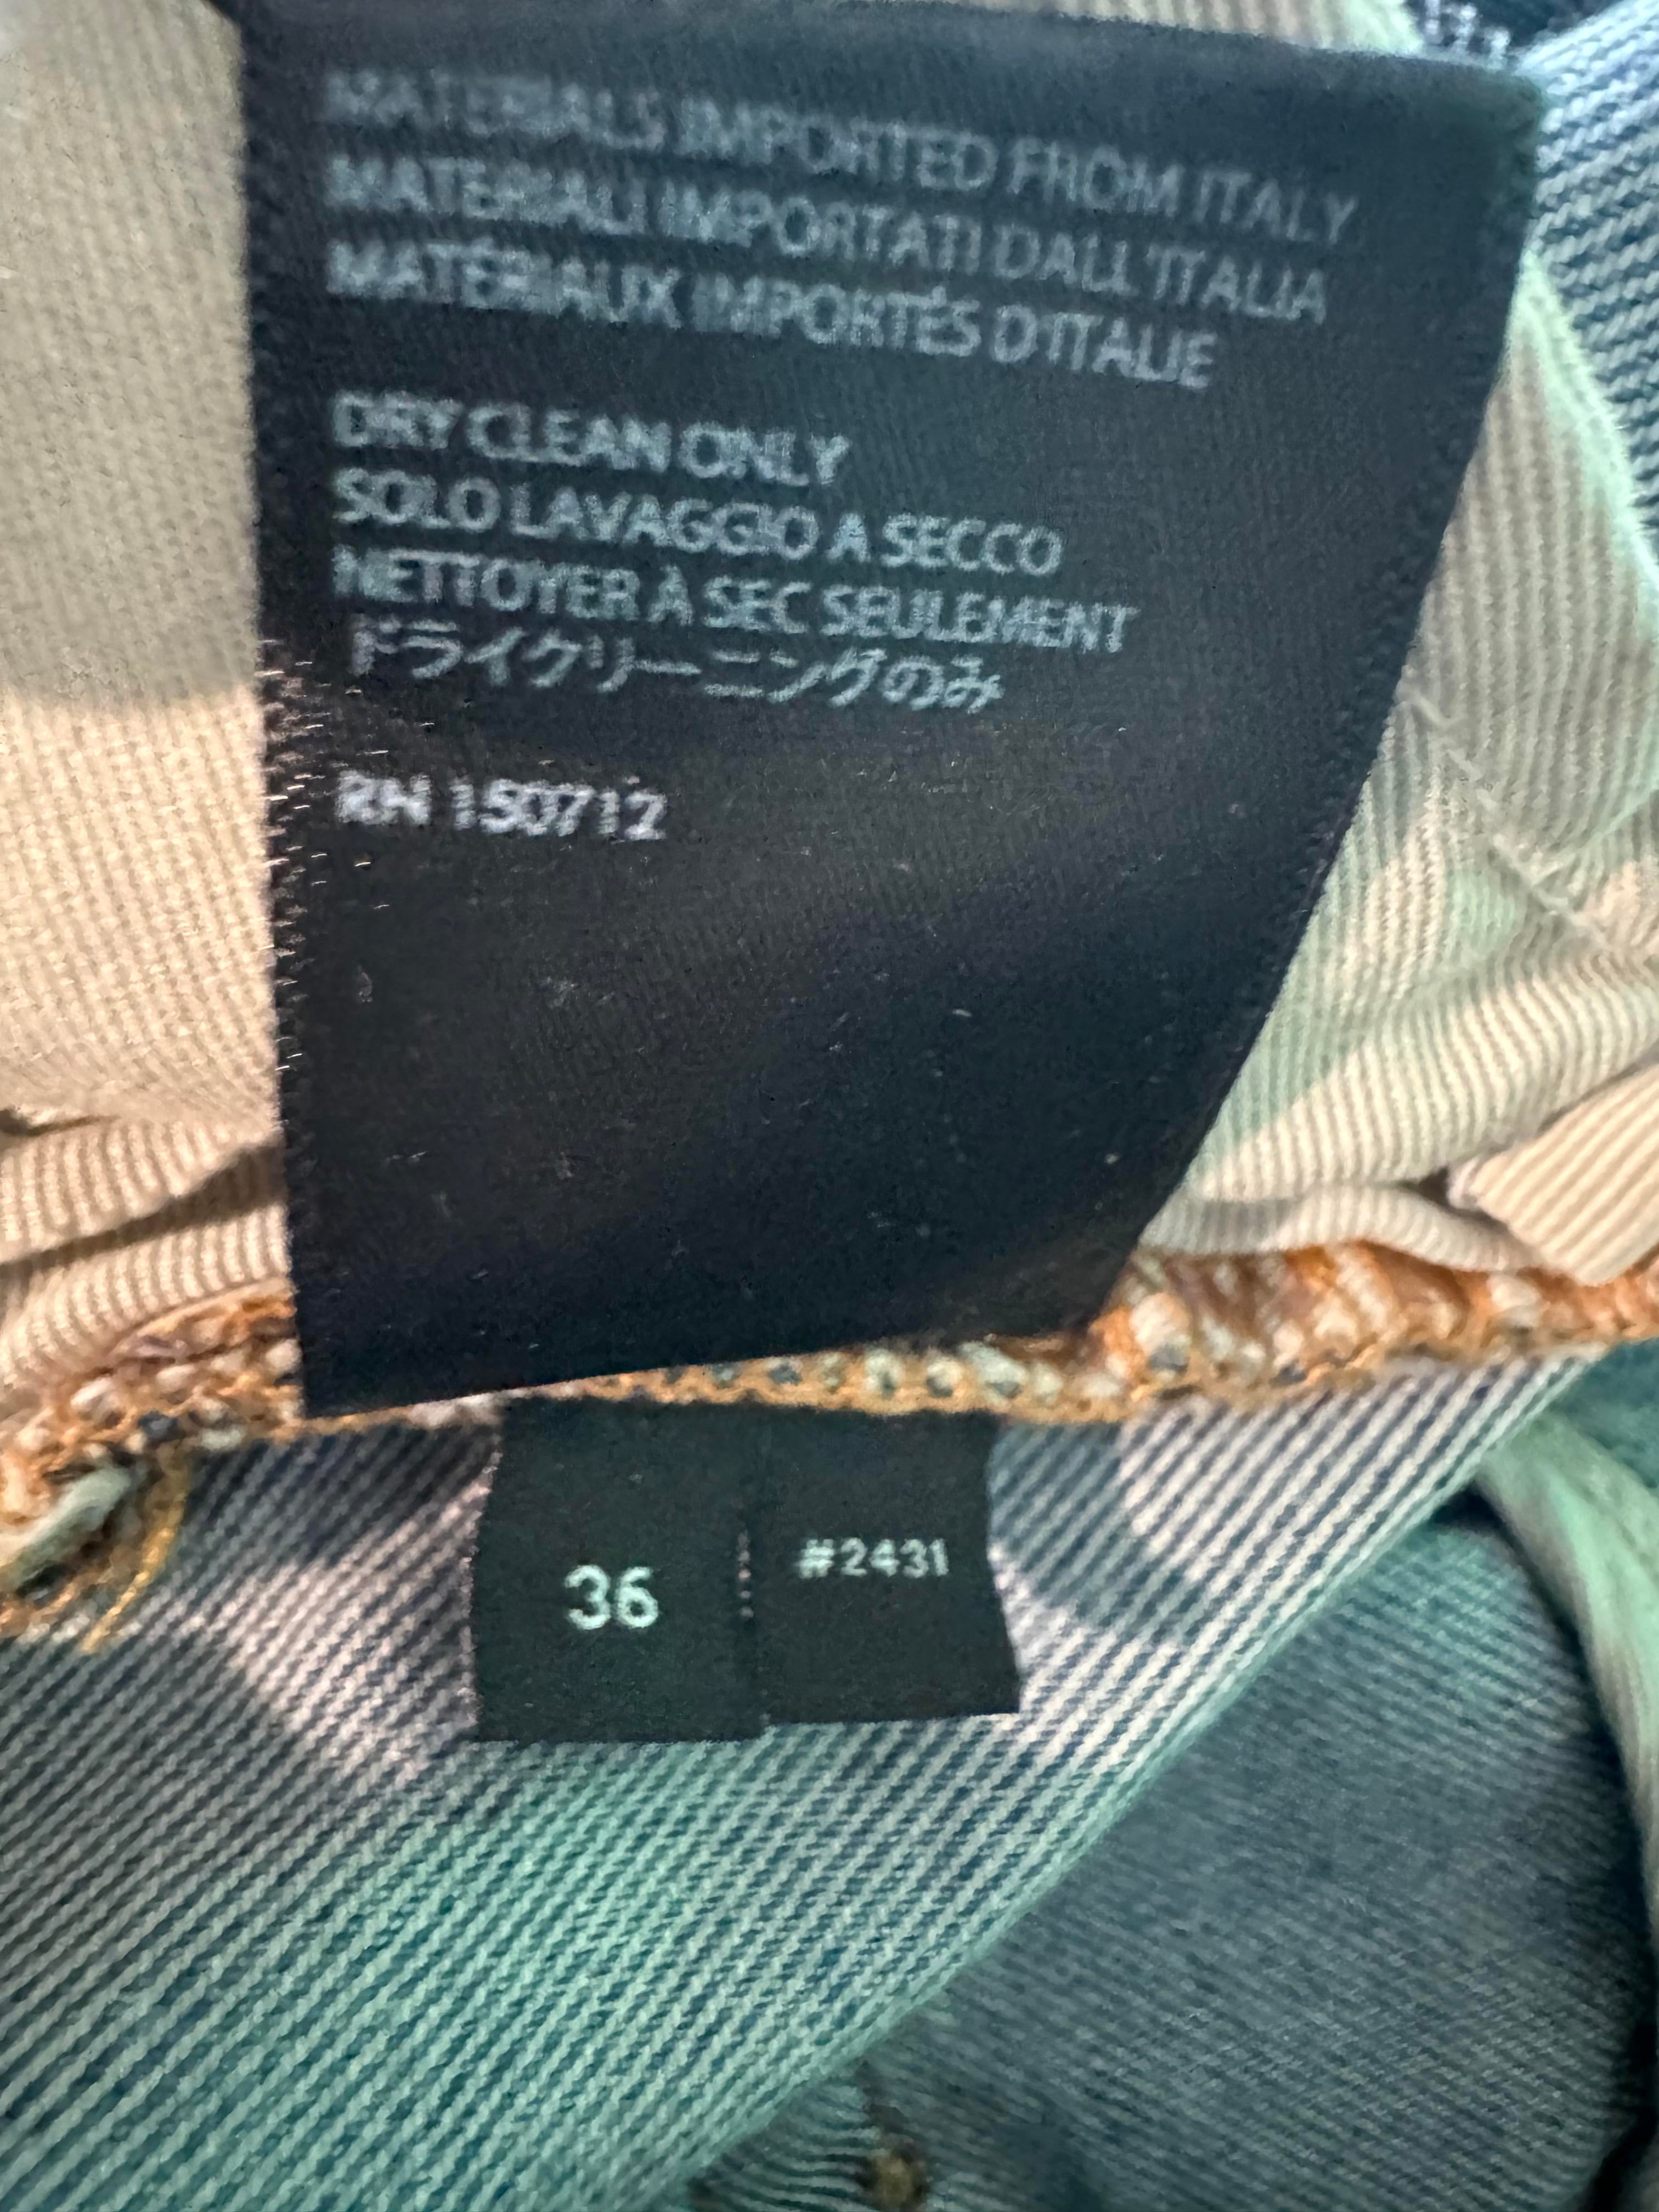 MATERIALS IMPORTED FROM ITALY
MATERIALI IMPORTATI DALL'ITALIA
MATÉRIAUX IMPORTÉS D'ITALIE
DRY CLEAN ONLY
SOLO LAVAGGIO A SECCO
NETTOYER À SEC SEULEMENT
ドライクリーニングのみ
RN 150712
36
#2431